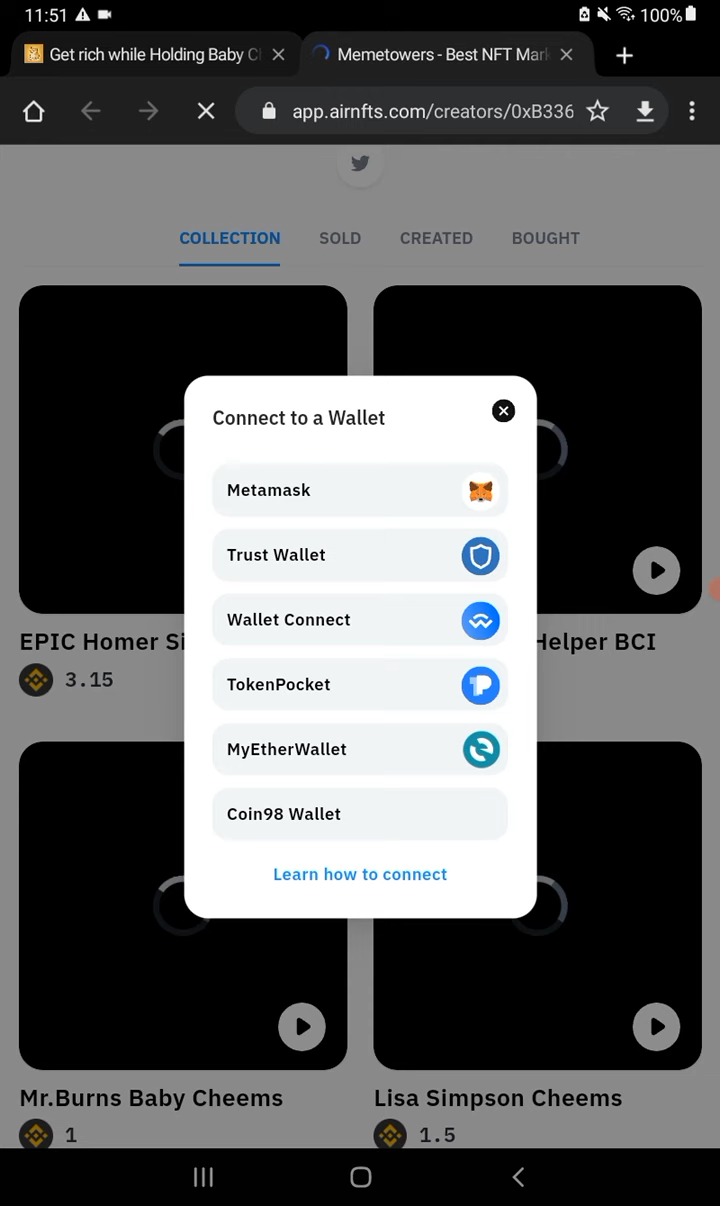 11:51
100%
Get rich while Holding Baby
Memetowers - Best NFT Mark
app.airnfts.com/creators/0xB336
COLLECTION SOLD CREATED BOUGHT
Connect to a Wallet
Metamask
Trust Wallet
Wallet Connect
TokenPocket
MyEtherWallet
Coin98 Wallet
Learn how to connect
EPIC Homer Si
Helper BCI
3.15
Mr.Burns Baby Cheems
Lisa Simpson Cheems
1
1.5